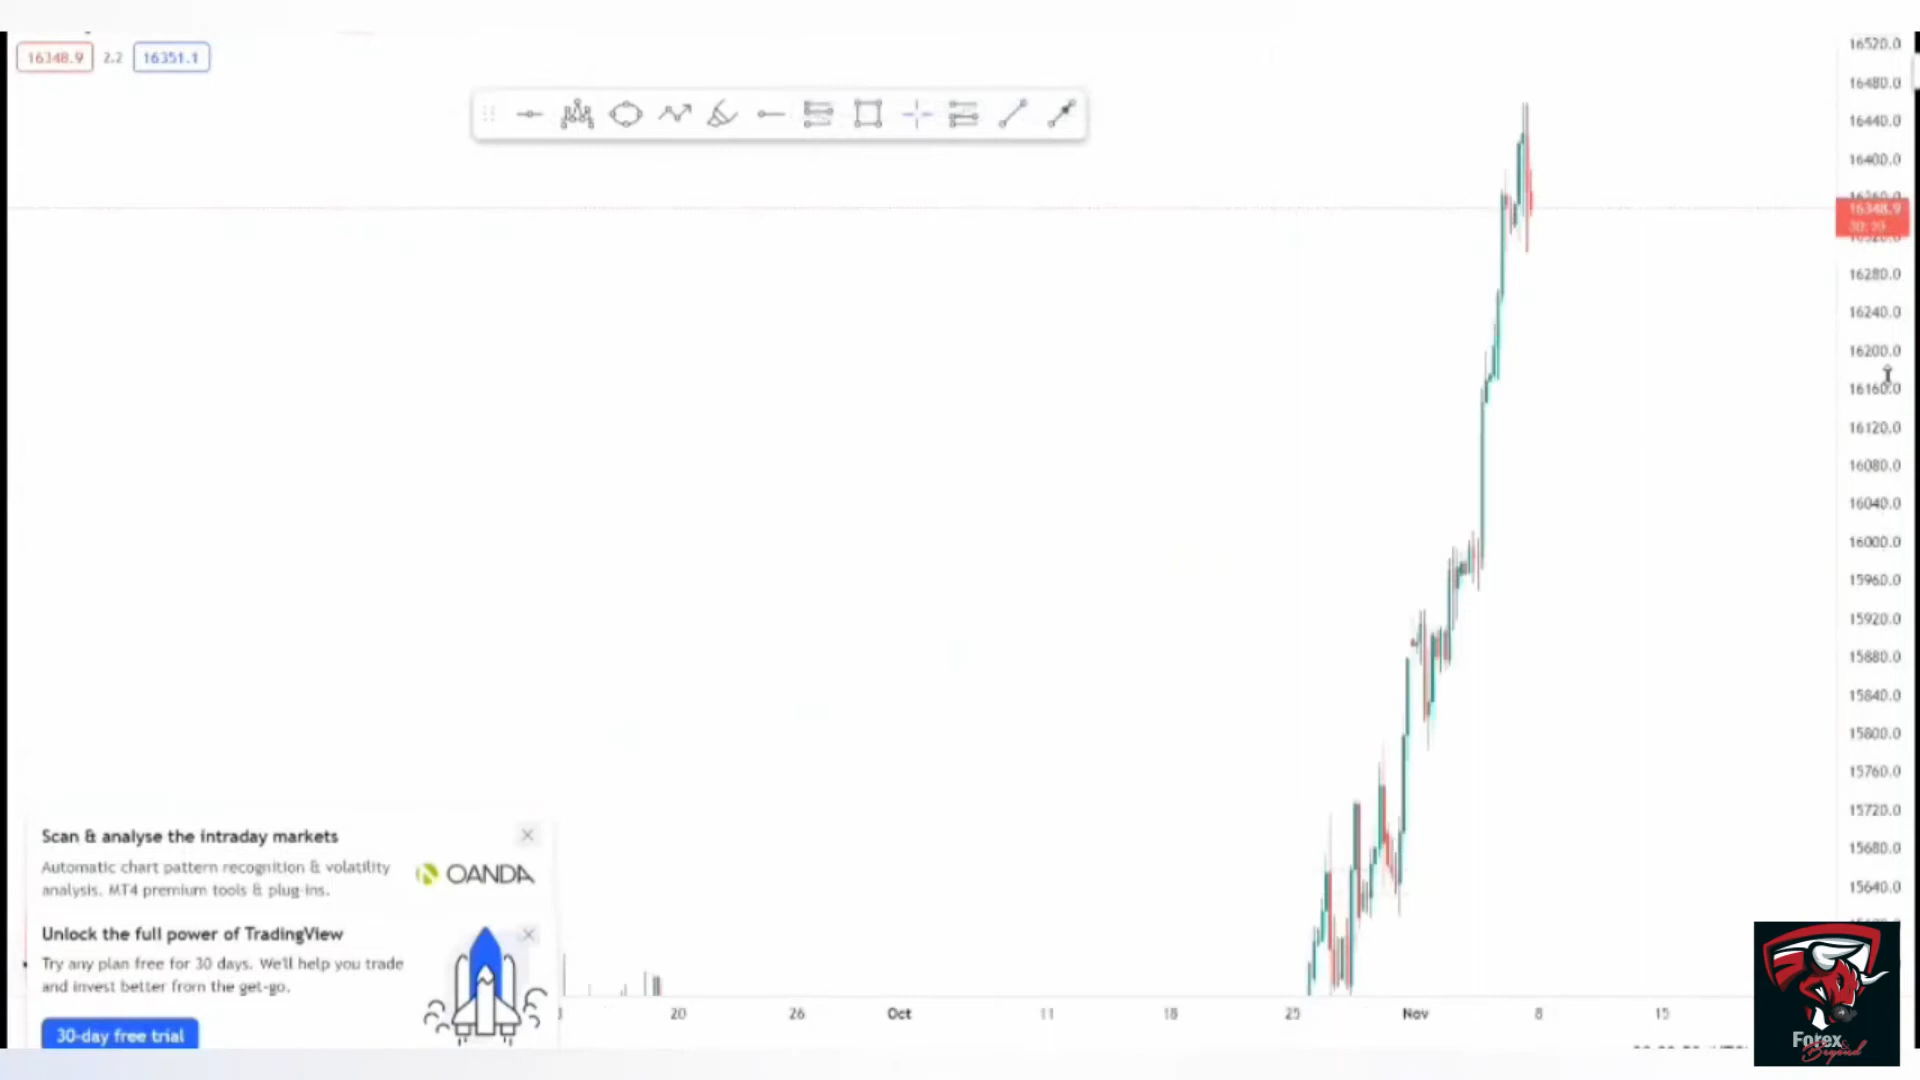 16348.9 2.2 16351.1
16520.0
16480.0
16440.0
16400.0
16348.9
16280.0
16240.0
16200.0
16160.0
16120.0
16080.0
16040.0
16000.0
15960.0
15920.0
15880.0
15840.0
15800.0
15760.0
15720.0
15680.0
15640.0
Scan & analyse the intraday markets
Automatic chart pattern recognition & volatility
analysis. MT4 premium tools & plug-ins.
OANDA
Unlock the full power of TradingView
Try any plan free for 30 days. We'll help you trade
and invest better from the get-go.
30-day free trial
20 26 Oct 11 18 25 Nov 8 15
Forex
Beyond